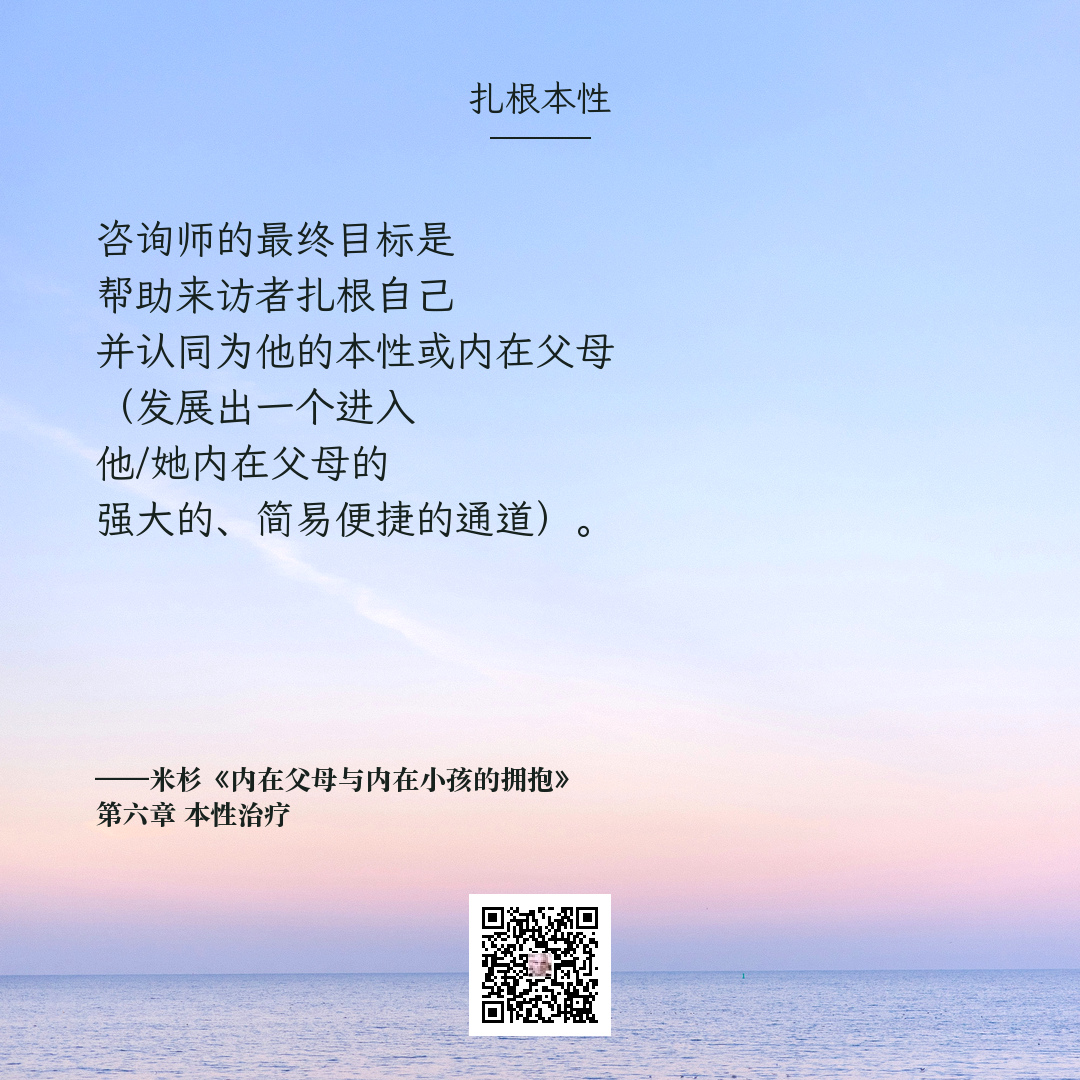 扎根本性
咨询师的最终目标是
帮助来访者扎根自己
并认同为他的本性或内在父母
（发展出一个进入
他/她内在父母的
强大的、简易便捷的通道）。
——米杉《内在父母与内在小孩的拥抱》
第六章 本性治疗